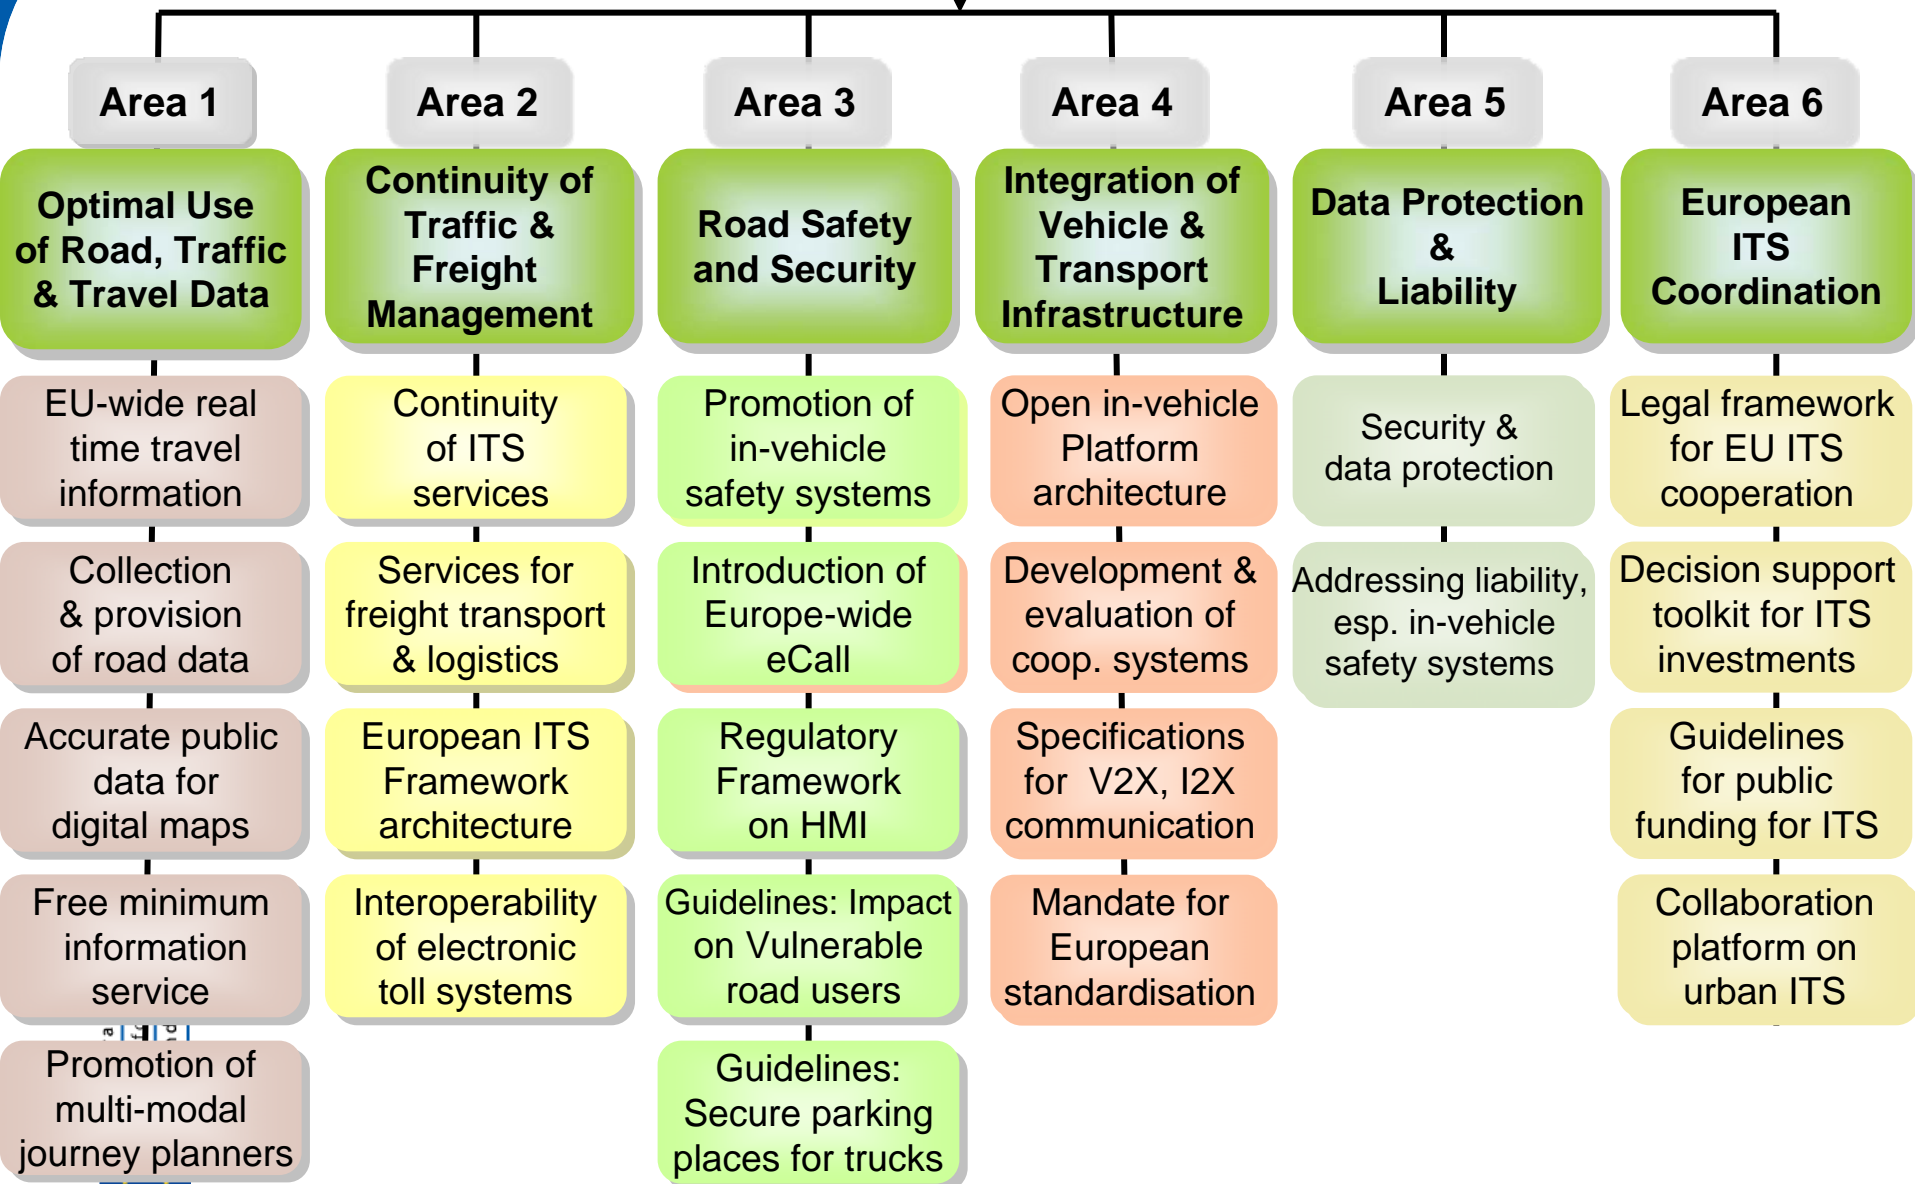 Area 1
Area 2
Area 3
Area 4
Area 5
Area 6
Optimal Use
of Road, Traffic
& Travel Data
Continuity of
Traffic &
Freight
Management
Road Safety
and Security
Integration of
Vehicle &
Transport
Infrastructure
Data Protection
&
Liability
European
ITS
Coordination
EU-wide real
time travel
information
Collection
& provision
of road data
Accurate public
data for
digital maps
Free minimum
information
service
Promotion of
multi-modal
journey planners
Continuity
of ITS
services
Services for
freight transport
& logistics
European ITS
Framework
architecture
Interoperability
of electronic
toll systems
Promotion of
in-vehicle
safety systems
Introduction of
Europe-wide
eCall
Regulatory
Framework
on HMI
Guidelines: Impact
on Vulnerable
road users
Guidelines:
Secure parking
places for trucks
Open in-vehicle
Platform
architecture
Development &
evaluation of
coop. systems
Specifications
for V2X, I2X
communication
Mandate for
European
standardisation
Security &
data protection
Addressing liability,
esp. in-vehicle
safety systems
Legal framework
for EU ITS
cooperation
Decision support
toolkit for ITS
investments
Guidelines
for public
funding for ITS
Collaboration
platform on
urban ITS